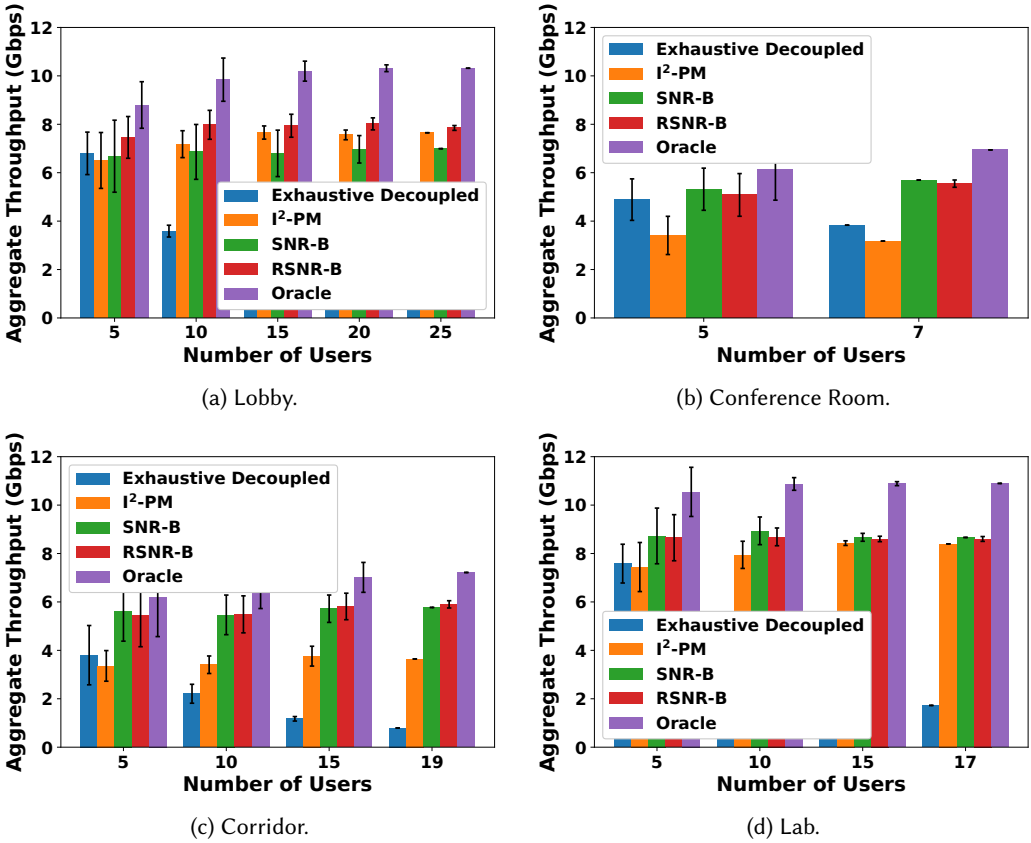 12
10
8
6
4
2
0
Aggregate Throughput (Gbps)
Exhaustive Decoupled
I²-PM
SNR-B
RSNR-B
Oracle
5 10 15 20 25
Number of Users
(a) Lobby.
12
10
8
6
4
2
0
Aggregate Throughput (Gbps)
Exhaustive Decoupled
I²-PM
SNR-B
RSNR-B
Oracle
5 7
Number of Users
(b) Conference Room.
12
10
8
6
4
2
0
Aggregate Throughput (Gbps)
Exhaustive Decoupled
I²-PM
SNR-B
RSNR-B
Oracle
5 10 15 19
Number of Users
(c) Corridor.
12
10
8
6
4
2
0
Aggregate Throughput (Gbps)
Exhaustive Decoupled
I²-PM
SNR-B
RSNR-B
Oracle
5 10 15 17
Number of Users
(d) Lab.